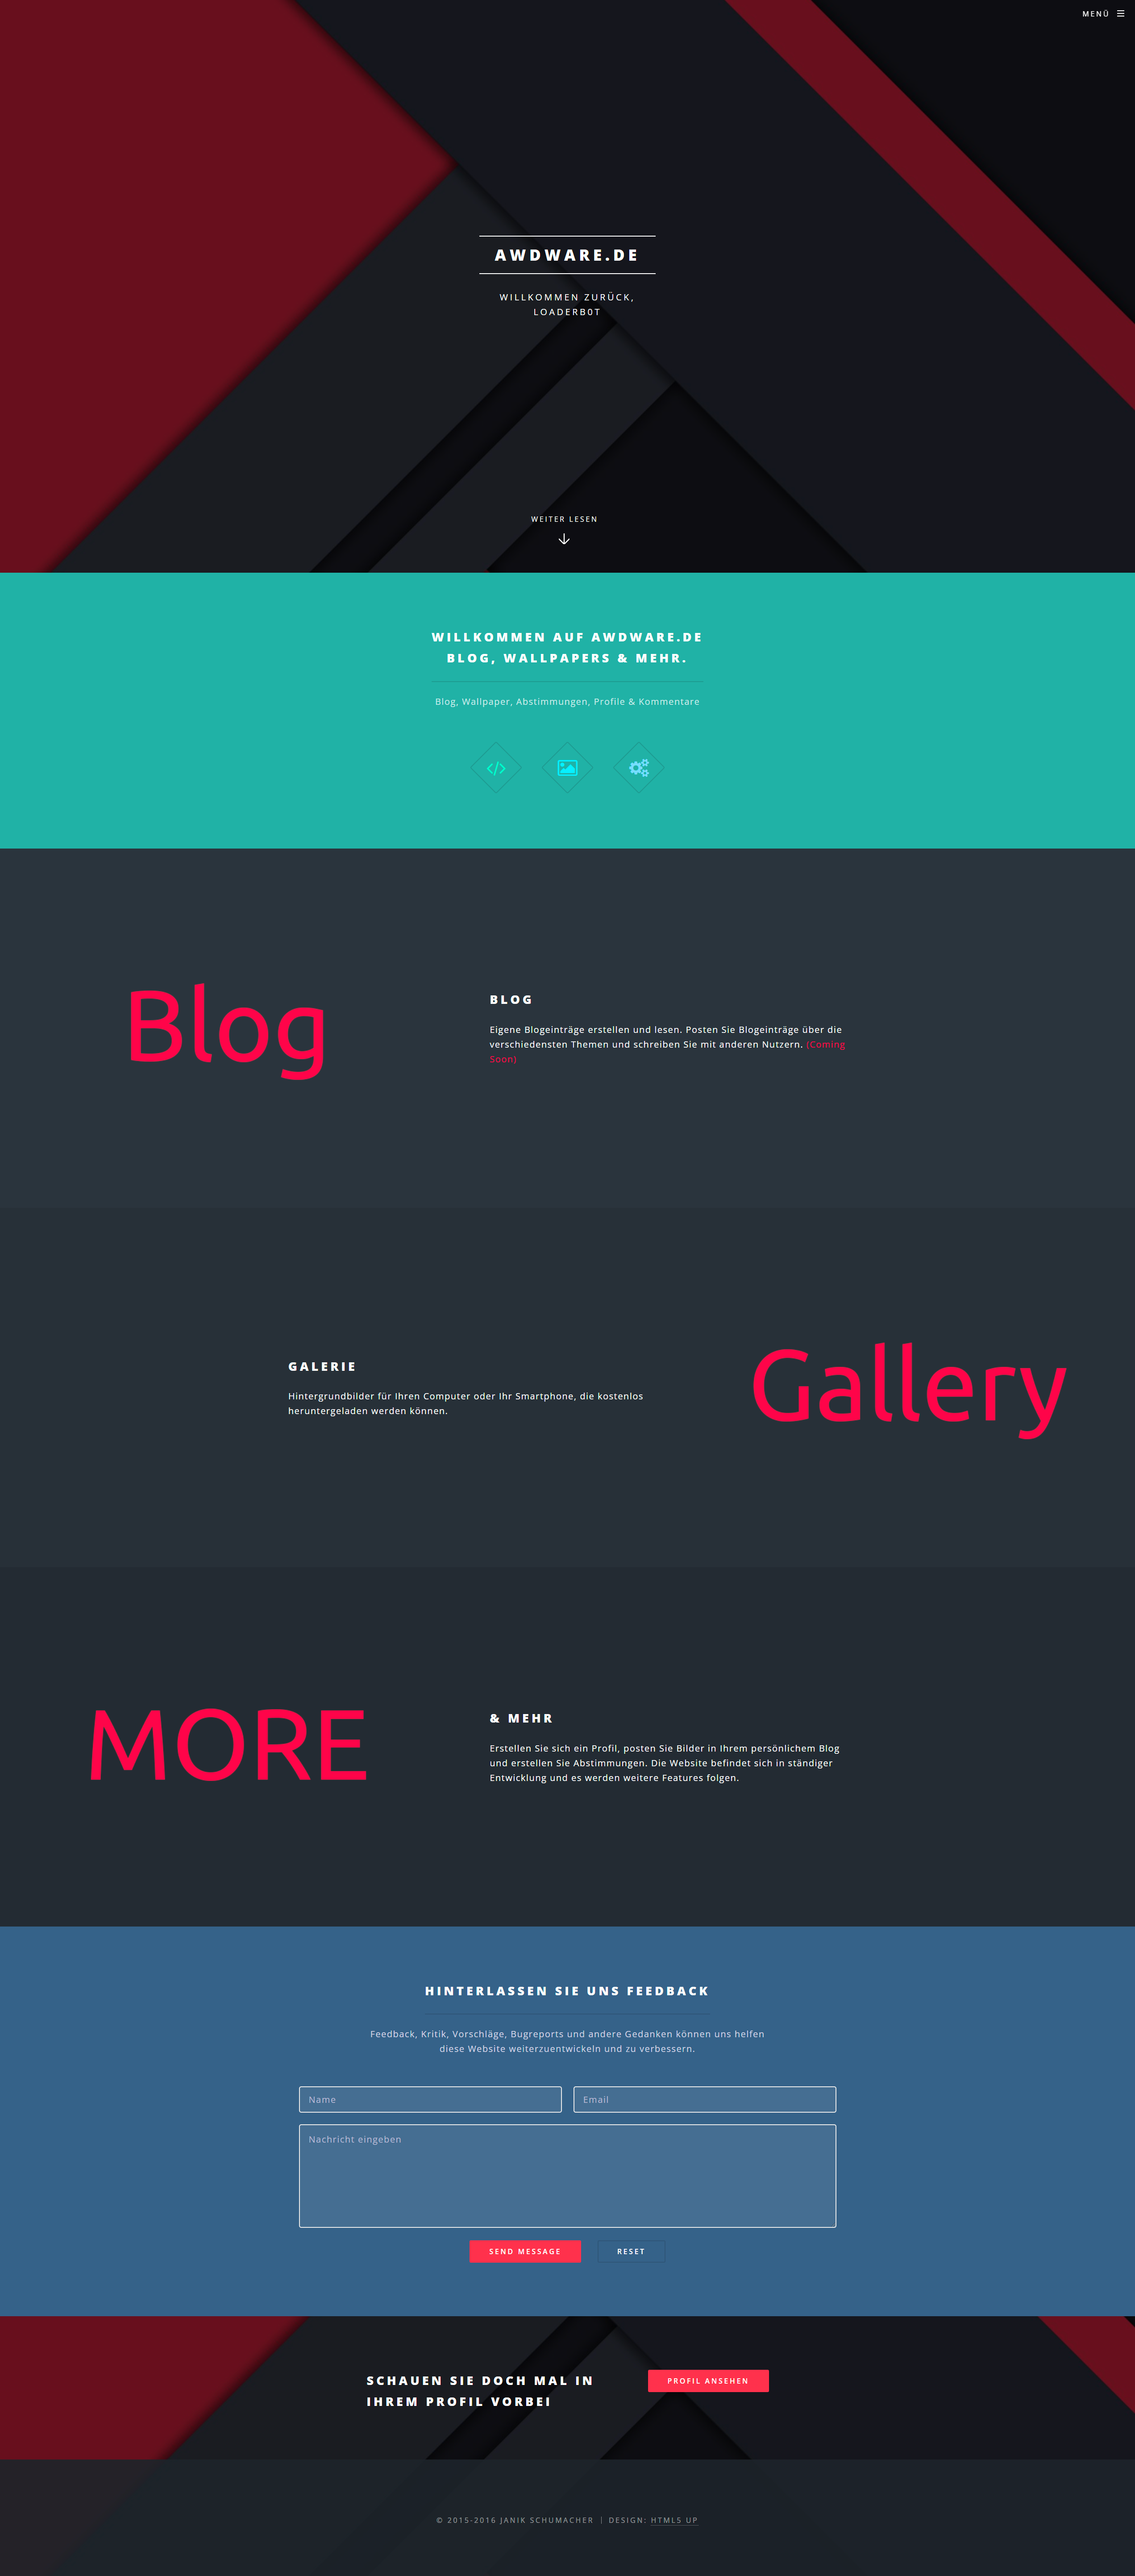 MENÜ
AWDWARE.DE
WILLKOMMEN ZURÜCK,
LOADERB0T
WEITER LESEN
WILLKOMMEN AUF AWDWARE.DE
BLOG, WALLPAPERS & MEHR.
Blog, Wallpaper, Abstimmungen, Profile & Kommentare
Blog
BLOG
Eigene Blogeinträge erstellen und lesen. Posten Sie Blogeinträge über die
verschiedensten Themen und schreiben Sie mit anderen Nutzern. (Coming
Soon)
GALERIE
Hintergrundbilder für Ihren Computer oder Ihr Smartphone, die kostenlos
heruntergeladen werden können.
Gallery
MORE
& MEHR
Erstellen Sie sich ein Profil, posten Sie Bilder in Ihrem persönlichem Blog
und erstellen Sie Abstimmungen. Die Website befindet sich in ständiger
Entwicklung und es werden weitere Features folgen.
HINTERLASSEN SIE UNS FEEDBACK
Feedback, Kritik, Vorschläge, Bugreports und andere Gedanken können uns helfen
diese Website weiterzuentwickeln und zu verbessern.
Name
Email
Nachricht eingeben
SEND MESSAGE
RESET
SCHAUEN SIE DOCH MAL IN
IHREM PROFIL VORBEI
PROFIL ANSEHEN
© 2015-2016 JANIK SCHUMACHER | DESIGN: HTML5 UP